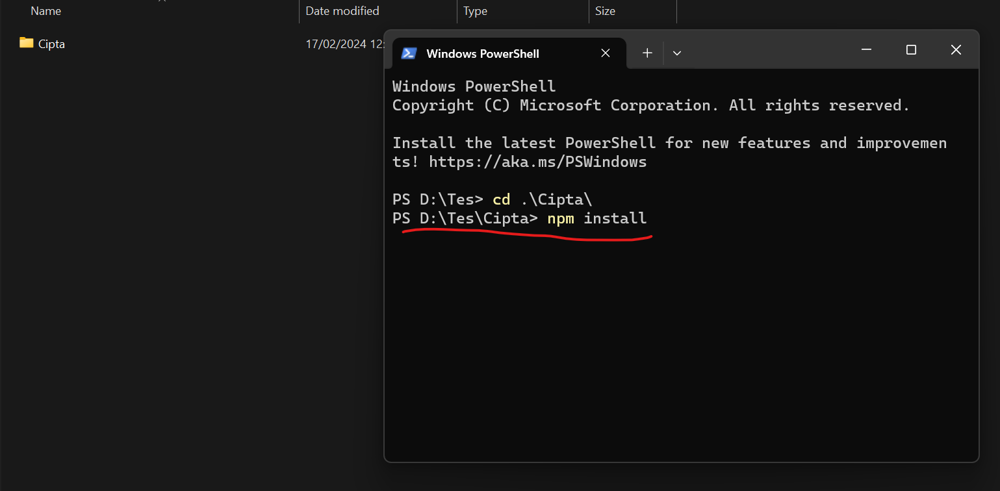 Name Date modified Type Size
Cipta 17/02/2024 12:
Windows PowerShell
Windows PowerShell
Copyright (C) Microsoft Corporation. All rights reserved.
Install the latest PowerShell for new features and improvemen
ts! https://aka.ms/PSWindows
PS D:\Tes> cd .\Cipta\
PS D:\Tes\Cipta> npm install